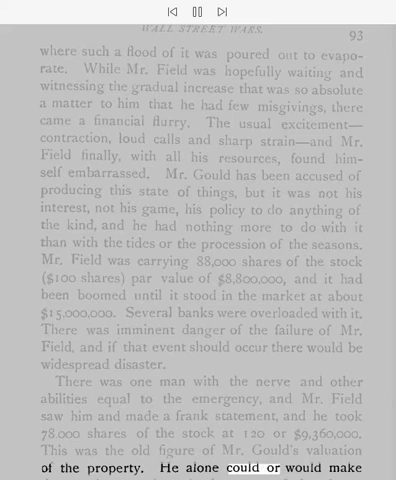 WALL STREET WARS.
93
where such a flood of it was poured out to evapo-
rate. While Mr. Field was hopefully waiting and
witnessing the gradual increase that was so absolute
a matter to him that he had few misgivings, there
came a financial flurry. The usual excitement—
contraction, loud calls and sharp strain—and Mr.
Field finally, with all his resources, found him-
self embarrassed. Mr. Gould has been accused of
producing this state of things, but it was not his
interest, not his game, his policy to do anything of
the kind, and he had nothing more to do with it
than with the tides or the procession of the seasons.
Mr. Field was carrying 88,000 shares of the stock
($100 shares) par value of $8,800,000, and it had
been boomed until it stood in the market at about
$15,000,000. Several banks were overloaded with it.
There was imminent danger of the failure of Mr.
Field, and if that event should occur there would be
widespread disaster.
There was one man with the nerve and other
abilities equal to the emergency, and Mr. Field
saw him and made a frank statement, and he took
78.000 shares of the stock at 120 or $9,360,000.
This was the old figure of Mr. Gould's valuation
of the property. He alone could or would make